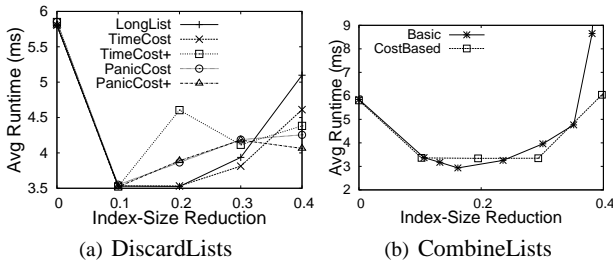 Avg Runtime (ms)
6
5.5
5
4.5
4
3.5
0
0.1
0.2
0.3
0.4
Index-Size Reduction
LongList
TimeCost
TimeCost+
PanicCost
PanicCost+
(a) DiscardLists
Avg Runtime (ms)
9
8
7
6
5
4
3
2
0
0.2
0.4
Index-Size Reduction
Basic
CostBased
(b) CombineLists